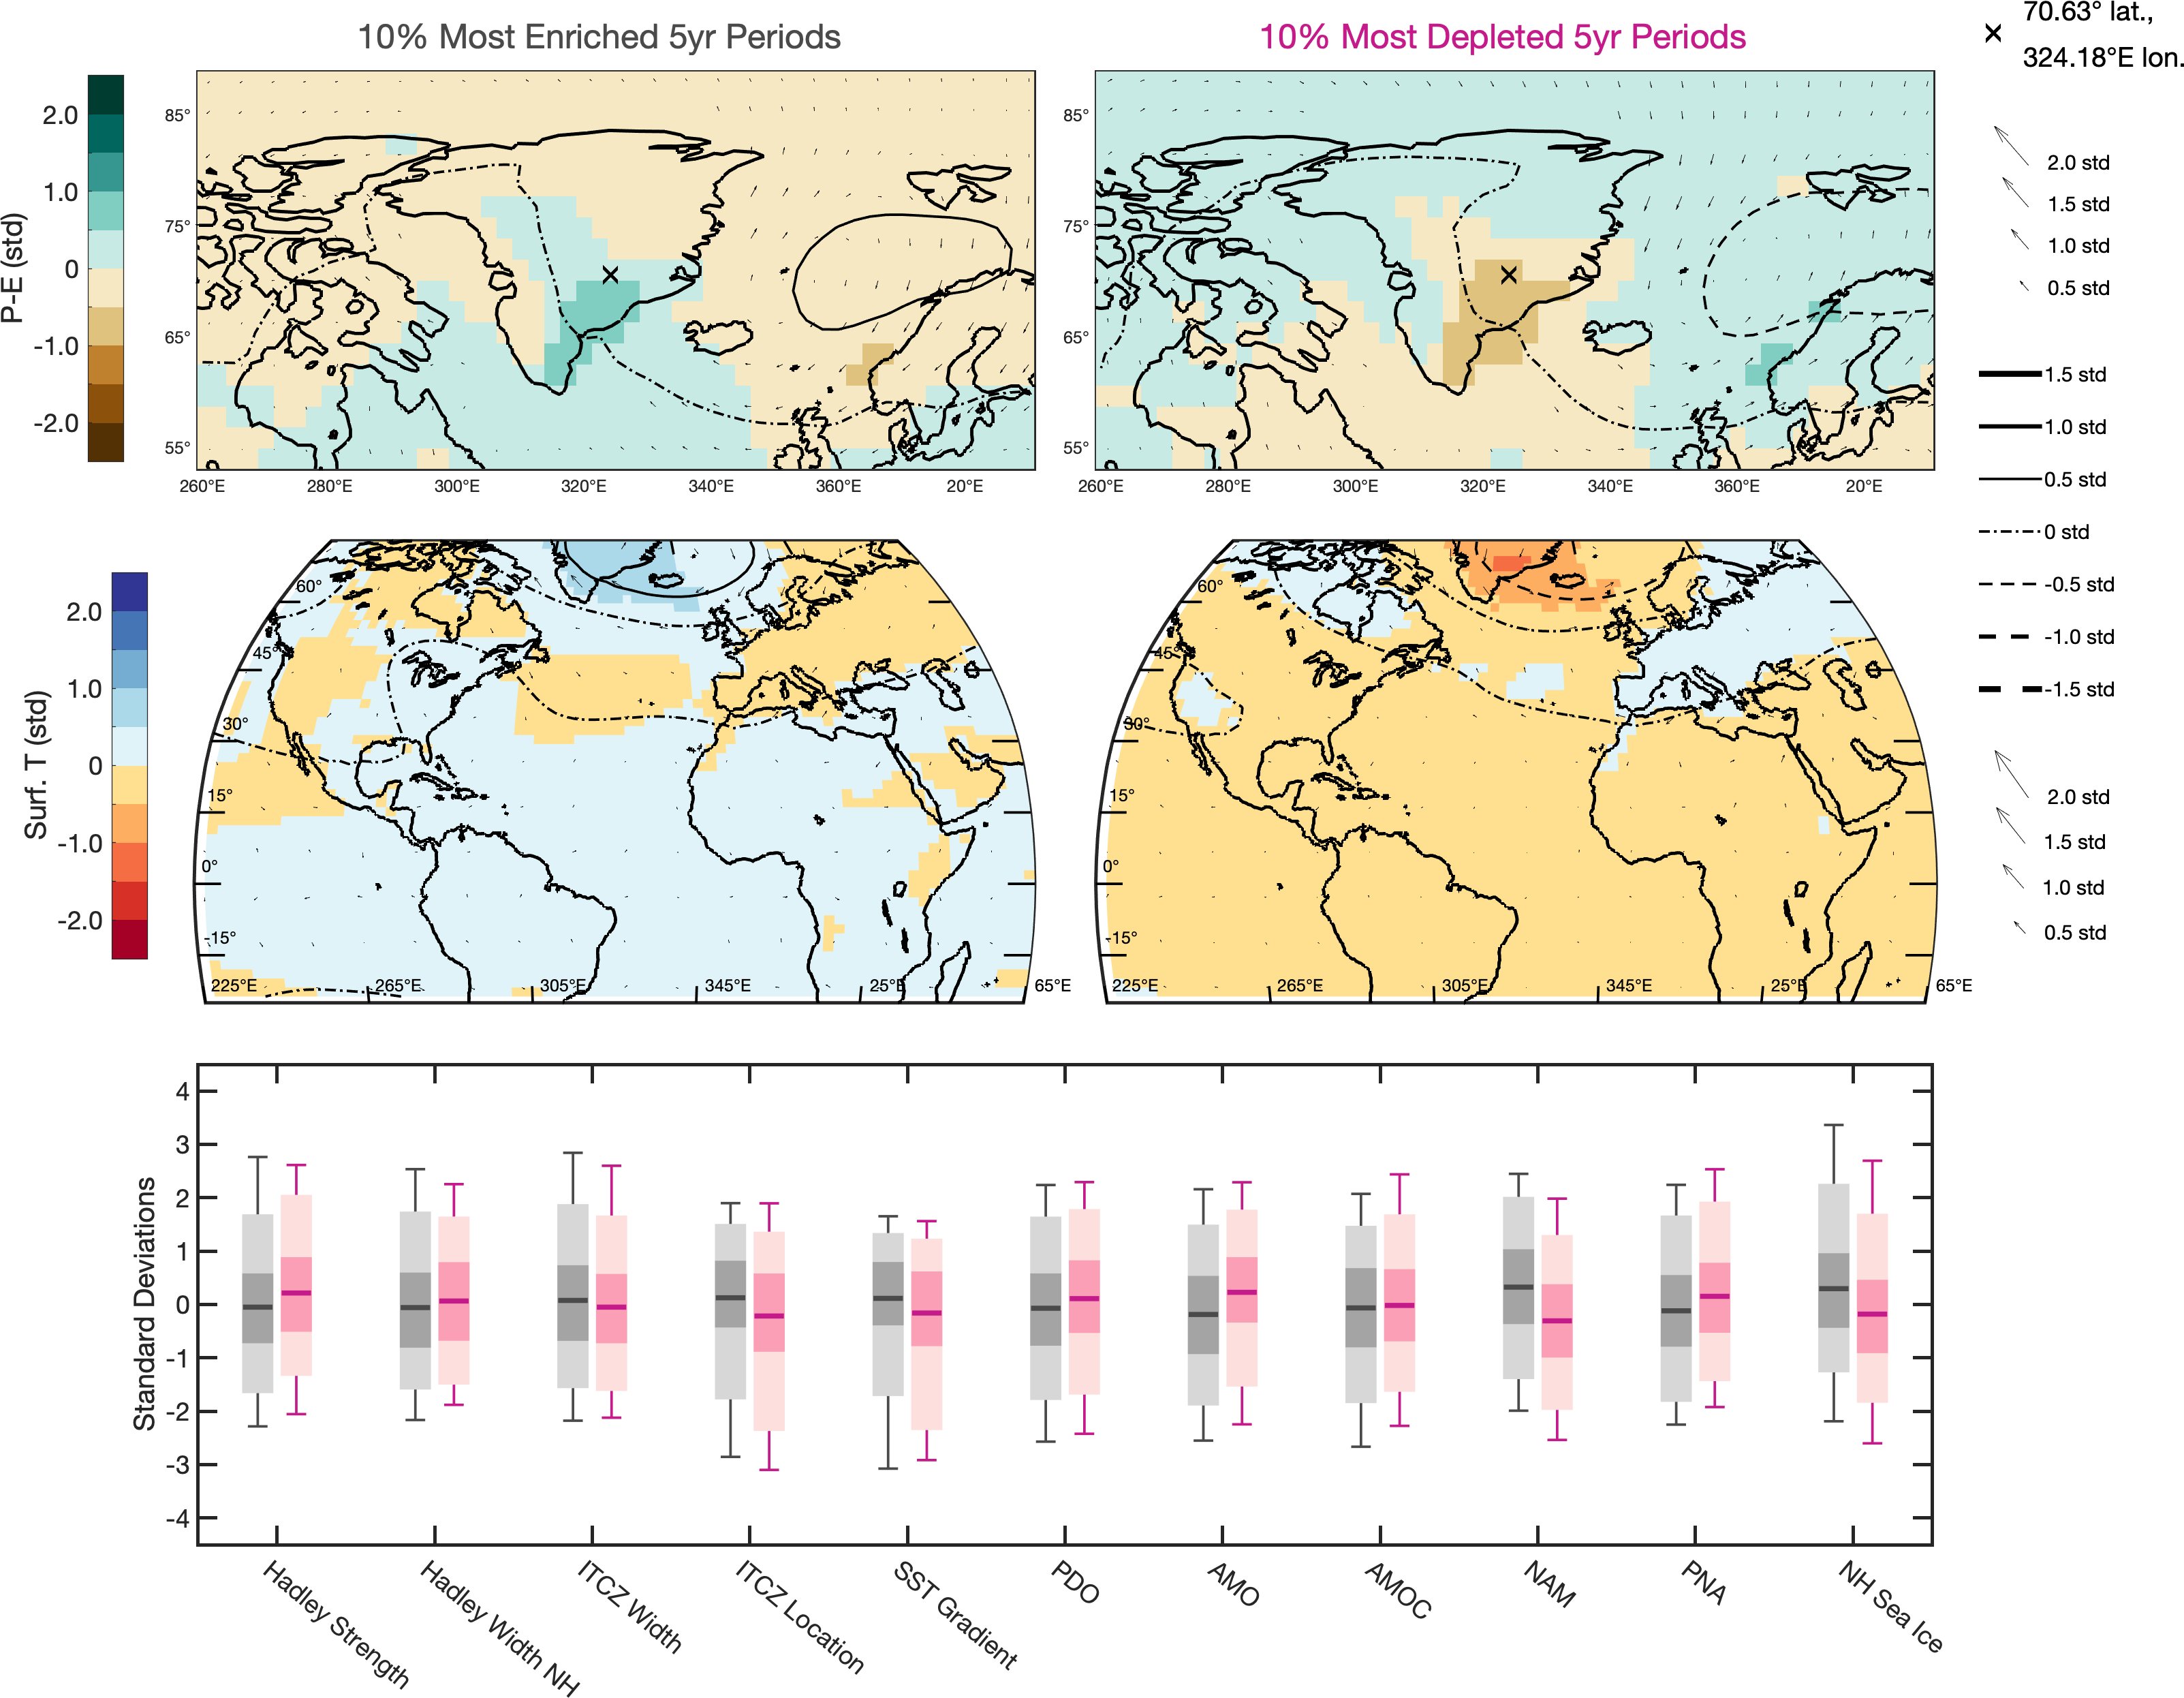 10% Most Enriched 5yr Periods
10% Most Depleted 5yr Periods
70.63° lat.,
324.18°E lon.
P-E (std)
2.0
1.0
0
-1.0
-2.0
85°
75°
65°
55°
260°E 280°E 300°E 320°E 340°E 360°E 20°E
85°
75°
65°
55°
260°E 280°E 300°E 320°E 340°E 360°E 20°E
2.0 std
1.5 std
1.0 std
0.5 std
1.5 std
1.0 std
0.5 std
0 std
-0.5 std
-1.0 std
-1.5 std
Surf. T (std)
2.0
1.0
0
-1.0
-2.0
60°
45°
30°
15°
0°
-15°
225°E 265°E 305°E 345°E 25°E 65°E
60°
45°
30°
15°
0°
-15°
225°E 265°E 305°E 345°E 25°E 65°E
2.0 std
1.5 std
1.0 std
0.5 std
Standard Deviations
4
3
2
1
0
-1
-2
-3
-4
Hadley Strength
Hadley Width NH
ITCZ Width
ITCZ Location
SST Gradient
PDO
AMO
AMOC
NAM
PNA
NH Sea Ice